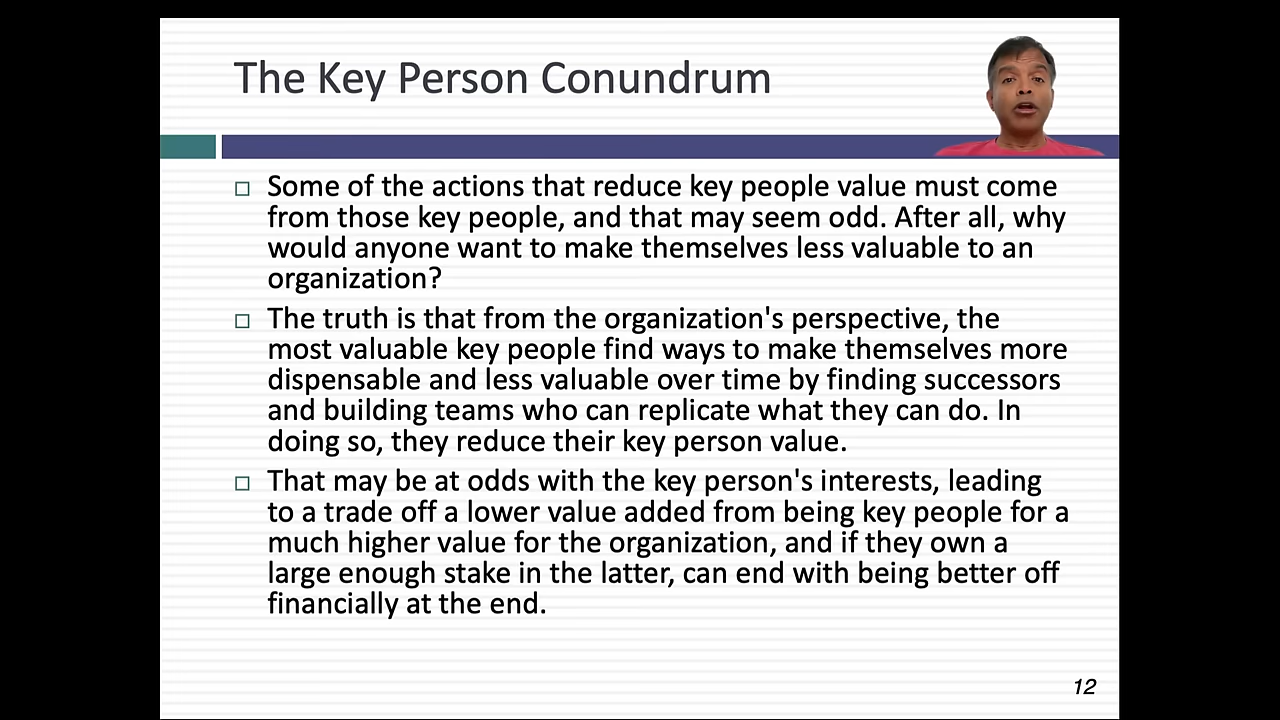 The Key Person Conundrum
Some of the actions that reduce key people value must come
from those key people, and that may seem odd. After all, why
would anyone want to make themselves less valuable to an
organization?
The truth is that from the organization's perspective, the
most valuable key people find ways to make themselves more
dispensable and less valuable over time by finding successors
and building teams who can replicate what they can do. In
doing so, they reduce their key person value.
That may be at odds with the key person's interests, leading
to a trade off a lower value added from being key people for a
much higher value for the organization, and if they own a
large enough stake in the latter, can end with being better off
financially at the end.
12